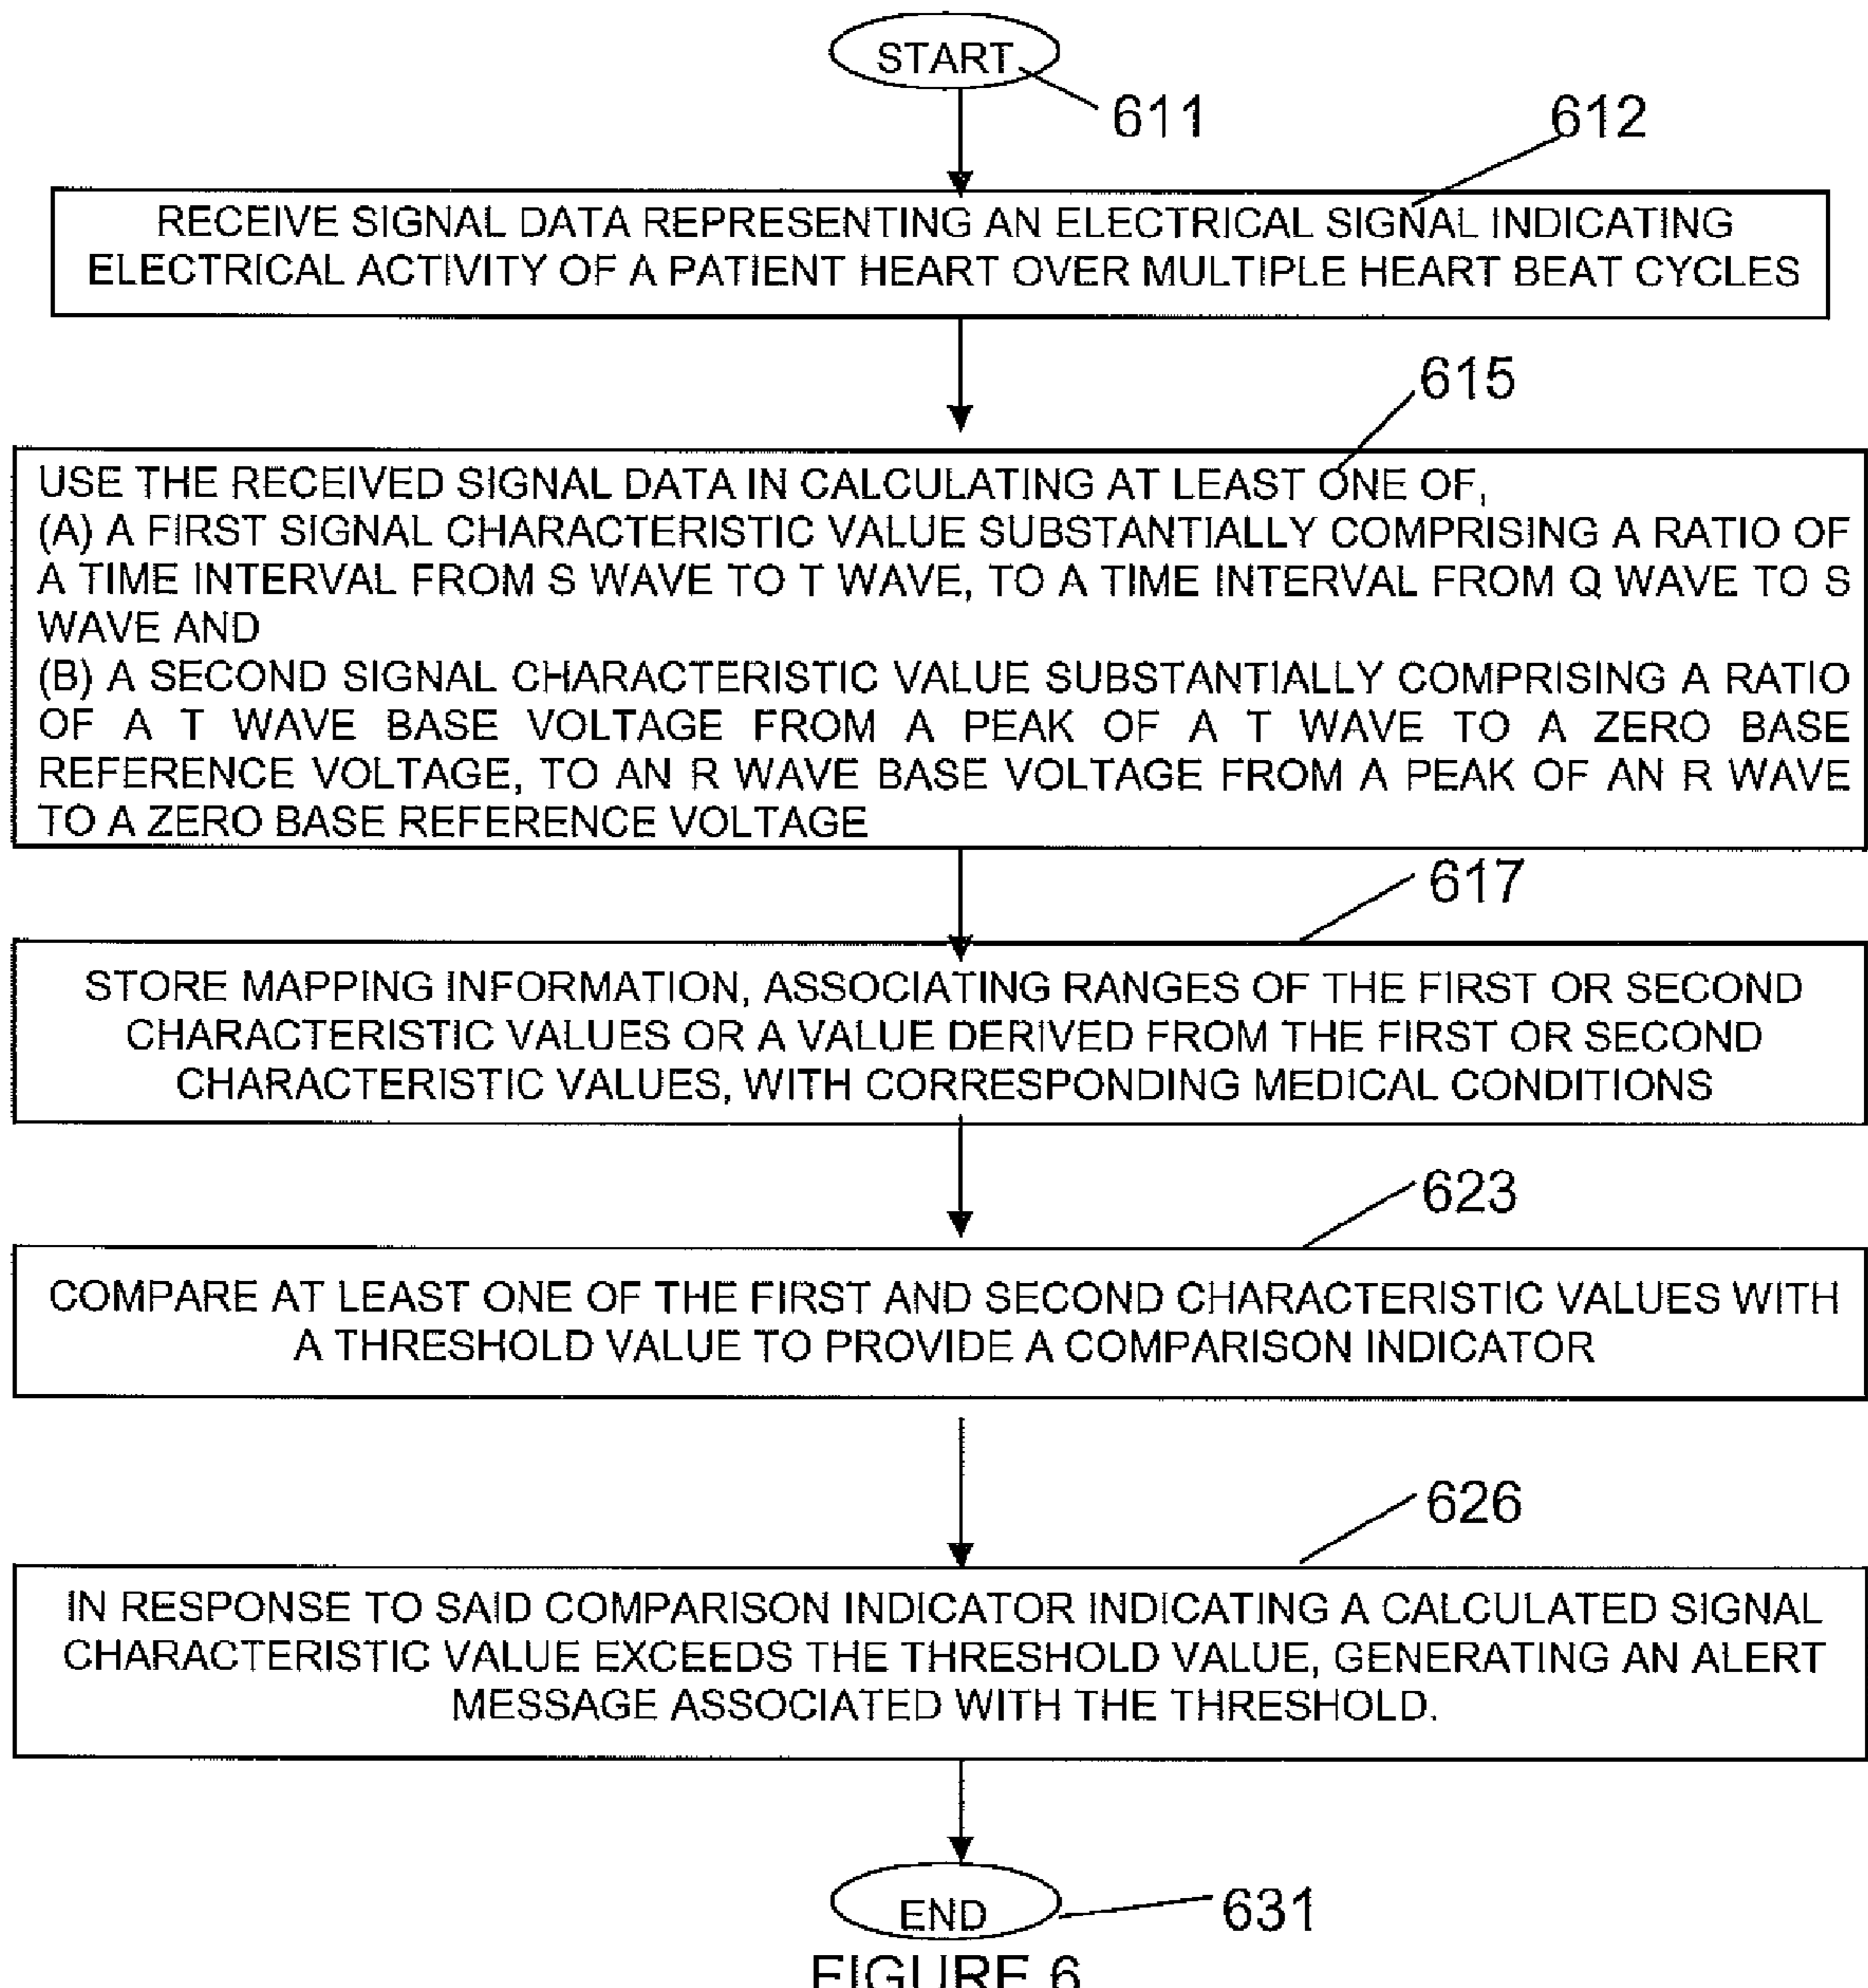 START
611
612
RECEIVE SIGNAL DATA REPRESENTING AN ELECTRICAL SIGNAL INDICATING
ELECTRICAL ACTIVITY OF A PATIENT HEART OVER MULTIPLE HEART BEAT CYCLES
615
USE THE RECEIVED SIGNAL DATA IN CALCULATING AT LEAST ONE OF,
(A) A FIRST SIGNAL CHARACTERISTIC VALUE SUBSTANTIALLY COMPRISING A RATIO OF
A TIME INTERVAL FROM S WAVE TO T WAVE, TO A TIME INTERVAL FROM Q WAVE TO S
WAVE AND
(B) A SECOND SIGNAL CHARACTERISTIC VALUE SUBSTANTIALLY COMPRISING A RATIO
OF A T WAVE BASE VOLTAGE FROM A PEAK OF A T WAVE TO A ZERO BASE
REFERENCE VOLTAGE, TO AN R WAVE BASE VOLTAGE FROM A PEAK OF AN R WAVE
TO A ZERO BASE REFERENCE VOLTAGE
617
STORE MAPPING INFORMATION, ASSOCIATING RANGES OF THE FIRST OR SECOND
CHARACTERISTIC VALUES OR A VALUE DERIVED FROM THE FIRST OR SECOND
CHARACTERISTIC VALUES, WITH CORRESPONDING MEDICAL CONDITIONS
623
COMPARE AT LEAST ONE OF THE FIRST AND SECOND CHARACTERISTIC VALUES WITH
A THRESHOLD VALUE TO PROVIDE A COMPARISON INDICATOR
626
IN RESPONSE TO SAID COMPARISON INDICATOR INDICATING A CALCULATED SIGNAL
CHARACTERISTIC VALUE EXCEEDS THE THRESHOLD VALUE, GENERATING AN ALERT
MESSAGE ASSOCIATED WITH THE THRESHOLD.
END
631
FIGURE 6